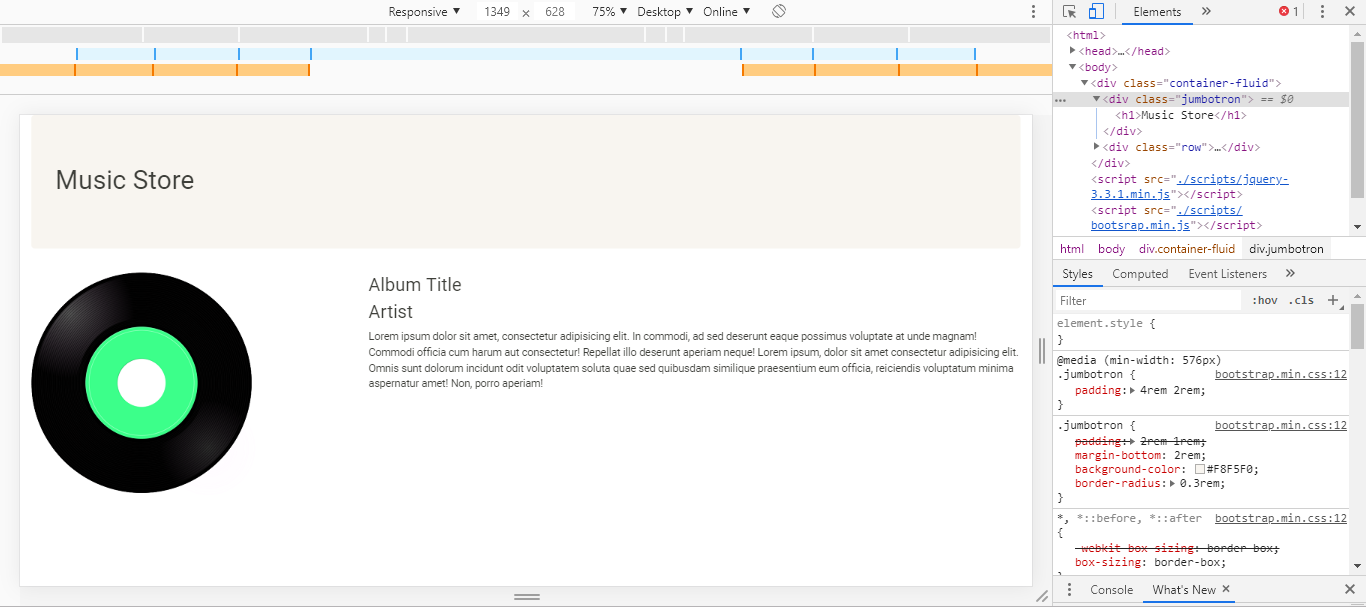 Responsive ▼ 1349 x 628 75% ▼ Desktop ▼ Online ▼
Elements » 1
<html>
<head>…</head>
<body>
<div class="container-fluid">
<div class="jumbotron"> == $0
<h1>Music Store</h1>
</div>
<div class="row">…</div>
</div>
<script src="./scripts/jquery-
3.3.1.min.js"></script>
<script src="./scripts/
bootsrap.min.js"></script>
html body div.container-fluid div.jumbotron
Styles Computed Event Listeners »
Filter :hov .cls +
element.style {
}
@media (min-width: 576px)
.jumbotron { bootstrap.min.css:12
padding: 4rem 2rem;
}
.jumbotron { bootstrap.min.css:12
padding: 2rem 1rem;
margin-bottom: 2rem;
background-color: #F8F5F0;
border-radius: 0.3rem;
}
*, *::before, *::after bootstrap.min.css:12
{
-webkit-box-sizing: border-box;
box-sizing: border-box;
}
Console What's New ×
Music Store
Album Title
Artist
Lorem ipsum dolor sit amet, consectetur adipisicing elit. In commodi, ad sed deserunt eaque possimus voluptate at unde magnam!
Commodi officia cum harum aut consectetur! Repellat illo deserunt aperiam neque! Lorem ipsum, dolor sit amet consectetur adipisicing elit.
Omnis sunt dolorum incidunt odit voluptatem soluta quae sed quibusdam similique praesentium eum officia, reiciendis voluptatum minima
aspernatur amet! Non, porro aperiam!